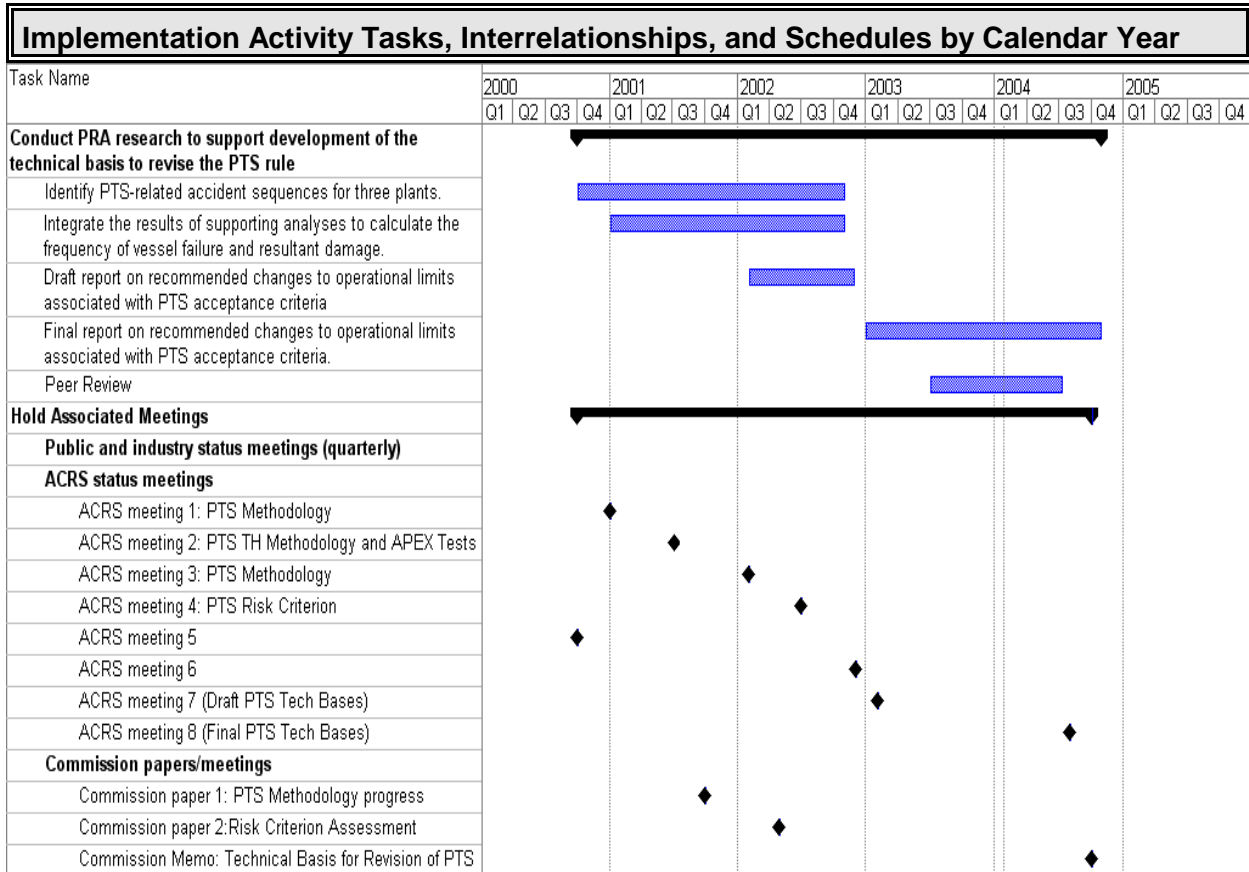 Implementation Activity Tasks, Interrelationships, and Schedules by Calendar Year
Task Name
2000 2001 2002 2003 2004 2005
Q1 Q2 Q3 Q4 Q1 Q2 Q3 Q4 Q1 Q2 Q3 Q4 Q1 Q2 Q3 Q4 Q1 Q2 Q3 Q4 Q1 Q2 Q3 Q4
Conduct PRA research to support development of the
technical basis to revise the PTS rule
Identify PTS-related accident sequences for three plants.
Integrate the results of supporting analyses to calculate the
frequency of vessel failure and resultant damage.
Draft report on recommended changes to operational limits
associated with PTS acceptance criteria
Final report on recommended changes to operational limits
associated with PTS acceptance criteria.
Peer Review
Hold Associated Meetings
Public and industry status meetings (quarterly)
ACRS status meetings
ACRS meeting 1: PTS Methodology
ACRS meeting 2: PTS TH Methodology and APEX Tests
ACRS meeting 3: PTS Methodology
ACRS meeting 4: PTS Risk Criterion
ACRS meeting 5
ACRS meeting 6
ACRS meeting 7 (Draft PTS Tech Bases)
ACRS meeting 8 (Final PTS Tech Bases)
Commission papers/meetings
Commission paper 1: PTS Methodology progress
Commission paper 2:Risk Criterion Assessment
Commission Memo: Technical Basis for Revision of PTS